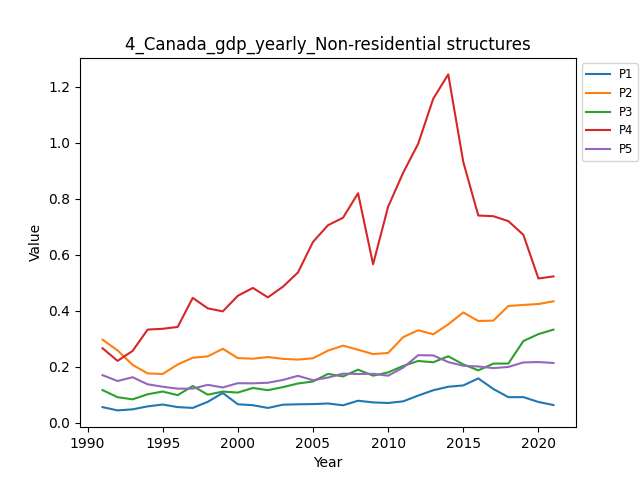 4_Canada_gdp_yearly_Non-residential structures
P1
P2
P3
P4
P5
1.2
1.0
0.8
0.6
0.4
0.2
0.0
Value
1990
1995
2000
2005
2010
2015
2020
Year